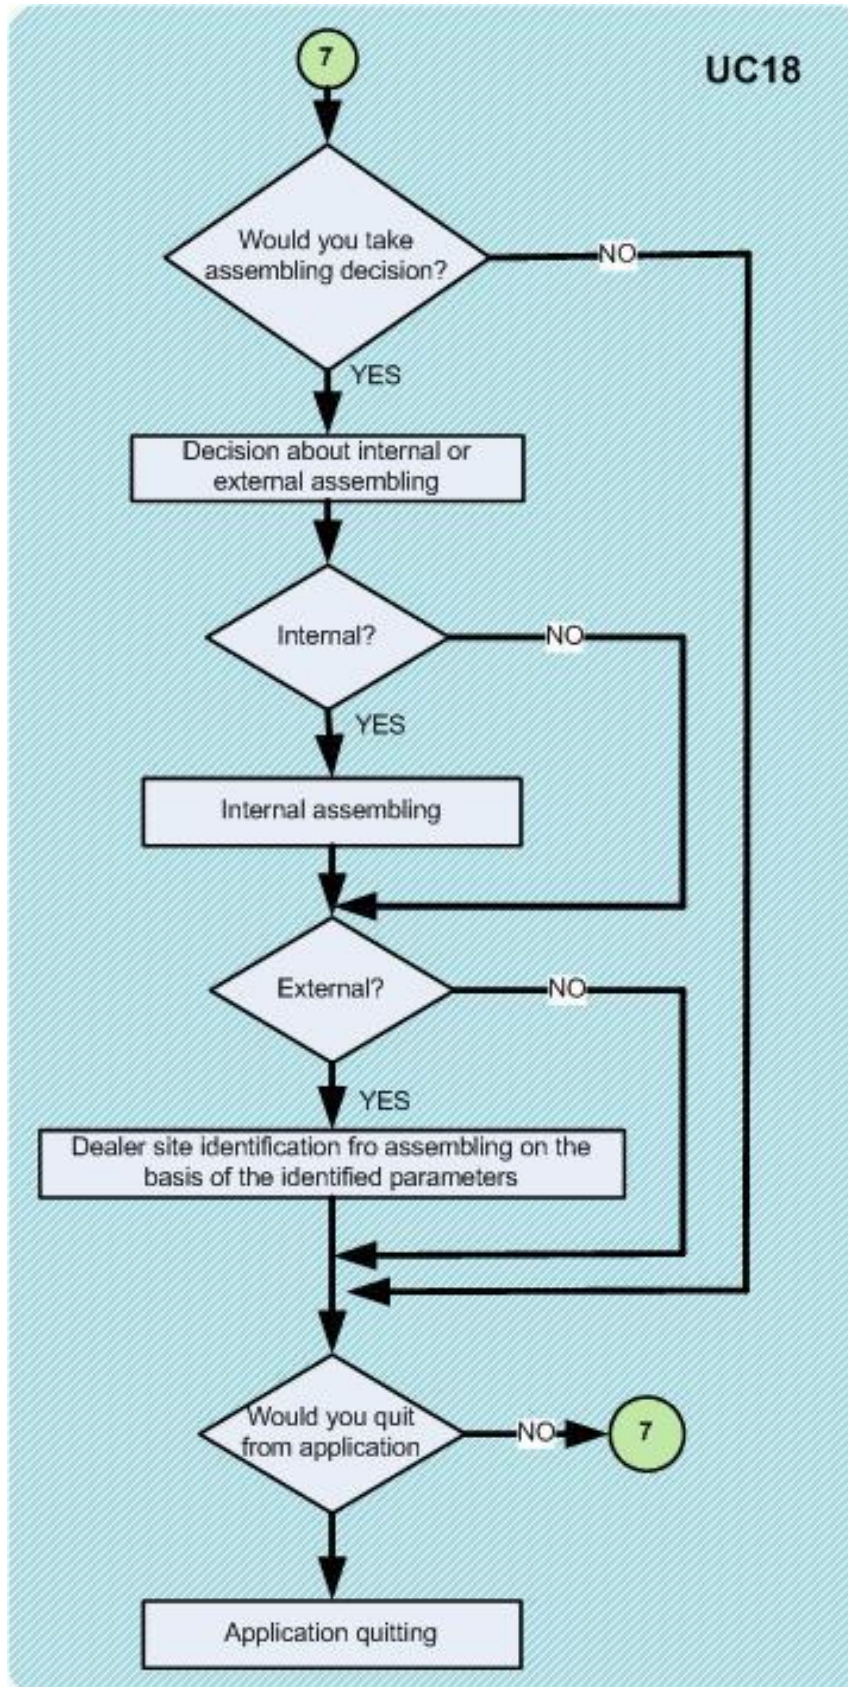 7
UC18
Would you take
assembling decision?
NO
YES
Decision about internal or
external assembling
Internal?
NO
YES
Internal assembling
External?
NO
YES
Dealer site identification fro assembling on the
basis of the identified parameters
Would you quit
from application
NO
7
Application quitting